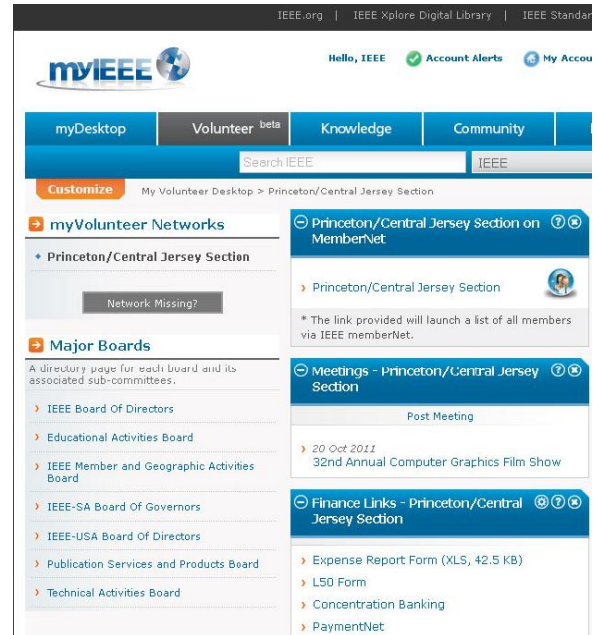 IEEE.org | IEEE Xplore Digital Library | IEEE Standar
myIEEE
Hello, IEEE Account Alerts My Accou
myDesktop Volunteer beta Knowledge Community
Search IEEE IEEE
Customize My Volunteer Desktop > Princeton/Central Jersey Section
myVolunteer Networks
Princeton/Central Jersey Section
Network Missing?
Major Boards
A directory page for each board and its
associated sub-committees.
IEEE Board Of Directors
Educational Activities Board
IEEE Member and Geographic Activities
Board
IEEE-SA Board Of Governors
IEEE-USA Board Of Directors
Publication Services and Products Board
Technical Activities Board
Princeton/Central Jersey Section on
MemberNet
Princeton/Central Jersey Section
* The link provided will launch a list of all members
via IEEE memberNet.
Meetings - Princeton/Central Jersey
Section
Post Meeting
20 Oct 2011
32nd Annual Computer Graphics Film Show
Finance Links - Princeton/Central
Jersey Section
Expense Report Form (XLS, 42.5 KB)
L50 Form
Concentration Banking
PaymentNet